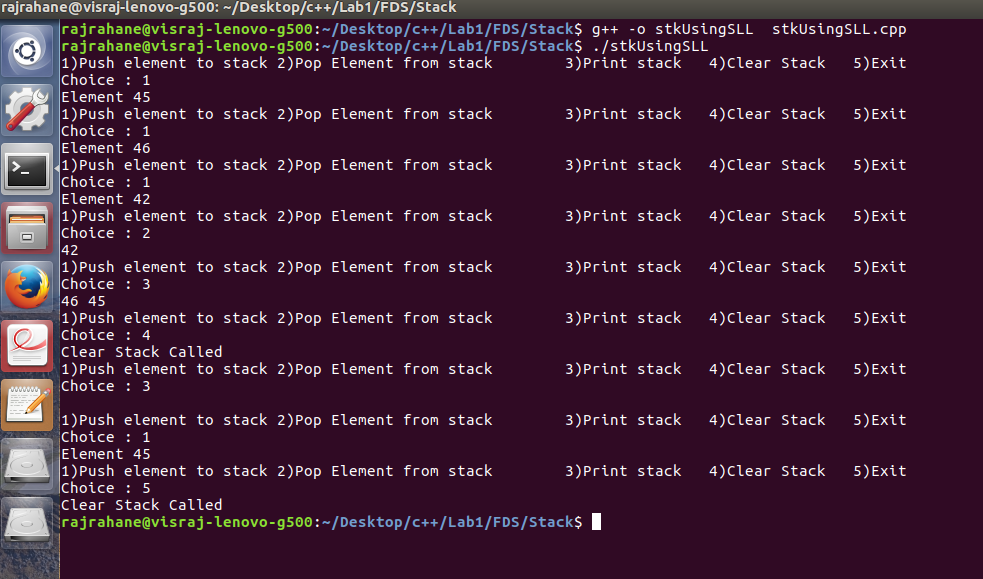 rajrahane@visraj-lenovo-g500: ~/Desktop/c++/Lab1/FDS/Stack
rajrahane@visraj-lenovo-g500:~/Desktop/c++/Lab1/FDS/Stack$ g++ -o stkUsingSLL  stkUsingSLL.cpp
rajrahane@visraj-lenovo-g500:~/Desktop/c++/Lab1/FDS/Stack$ ./stkUsingSLL
1)Push element to stack 2)Pop Element from stack        3)Print stack   4)Clear Stack   5)Exit
Choice : 1
Element 45
1)Push element to stack 2)Pop Element from stack        3)Print stack   4)Clear Stack   5)Exit
Choice : 1
Element 46
1)Push element to stack 2)Pop Element from stack        3)Print stack   4)Clear Stack   5)Exit
Choice : 1
Element 42
1)Push element to stack 2)Pop Element from stack        3)Print stack   4)Clear Stack   5)Exit
Choice : 2
42
1)Push element to stack 2)Pop Element from stack        3)Print stack   4)Clear Stack   5)Exit
Choice : 3
46 45
1)Push element to stack 2)Pop Element from stack        3)Print stack   4)Clear Stack   5)Exit
Choice : 4
Clear Stack Called
1)Push element to stack 2)Pop Element from stack        3)Print stack   4)Clear Stack   5)Exit
Choice : 3

1)Push element to stack 2)Pop Element from stack        3)Print stack   4)Clear Stack   5)Exit
Choice : 1
Element 45
1)Push element to stack 2)Pop Element from stack        3)Print stack   4)Clear Stack   5)Exit
Choice : 5
Clear Stack Called
rajrahane@visraj-lenovo-g500:~/Desktop/c++/Lab1/FDS/Stack$